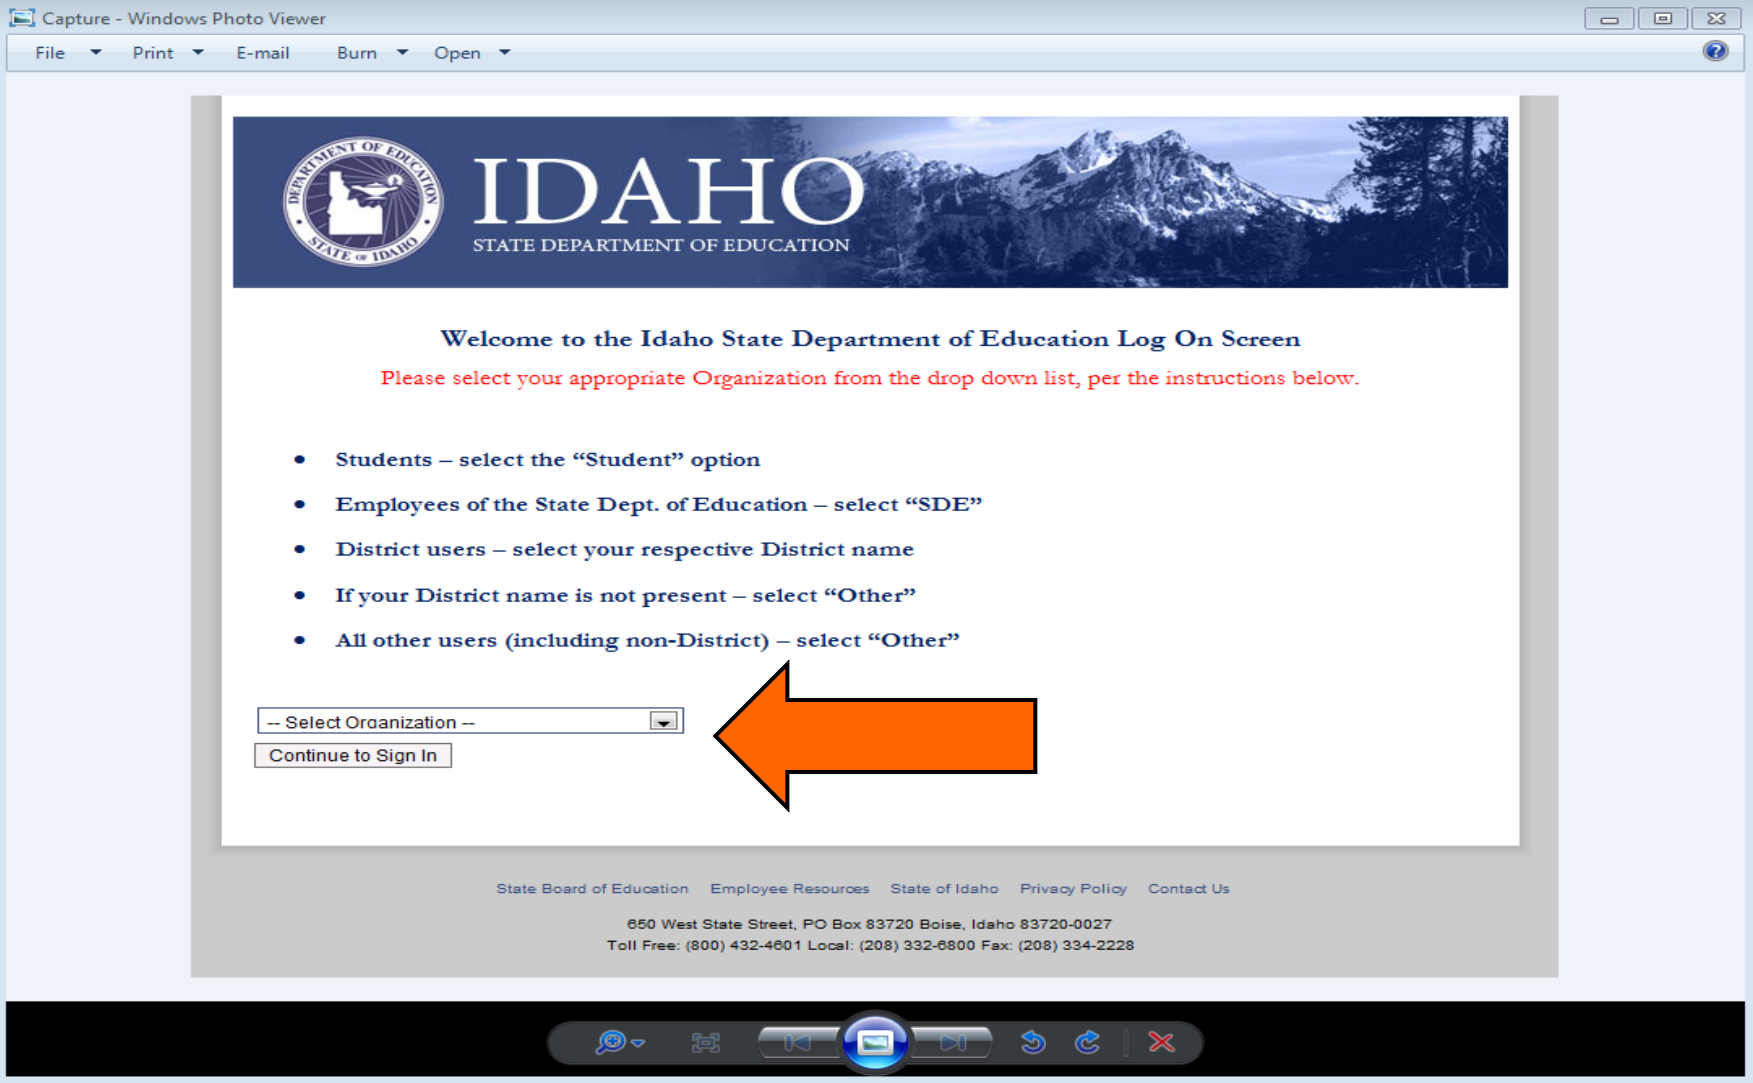 Capture - Windows Photo Viewer
File Print E-mail Burn Open
DEPARTMENT OF EDUCATION
STATE OF IDAHO
IDAHO
STATE DEPARTMENT OF EDUCATION
Welcome to the Idaho State Department of Education Log On Screen
Please select your appropriate Organization from the drop down list, per the instructions below.
• Students – select the “Student” option
• Employees of the State Dept. of Education – select “SDE”
• District users – select your respective District name
• If your District name is not present – select “Other”
• All other users (including non-District) – select “Other”
-- Select Organization --
Continue to Sign In
State Board of Education Employee Resources State of Idaho Privacy Policy Contact Us
650 West State Street, PO Box 83720 Boise, Idaho 83720-0027
Toll Free: (800) 432-4601 Local: (208) 332-6800 Fax: (208) 334-2228